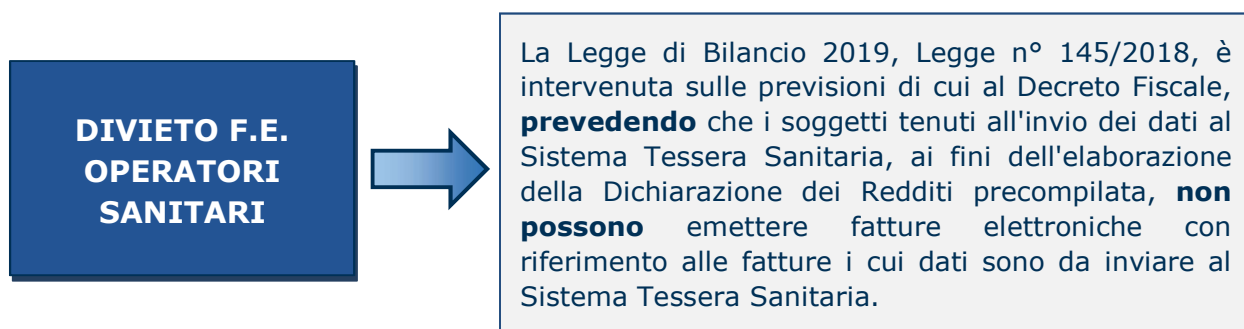 DIVIETO F.E.
OPERATORI
SANITARI
La Legge di Bilancio 2019, Legge n° 145/2018, è
intervenuta sulle previsioni di cui al Decreto Fiscale,
prevedendo che i soggetti tenuti all'invio dei dati al
Sistema Tessera Sanitaria, ai fini dell'elaborazione
della Dichiarazione dei Redditi precompilata, non
possono emettere fatture elettroniche con
riferimento alle fatture i cui dati sono da inviare al
Sistema Tessera Sanitaria.